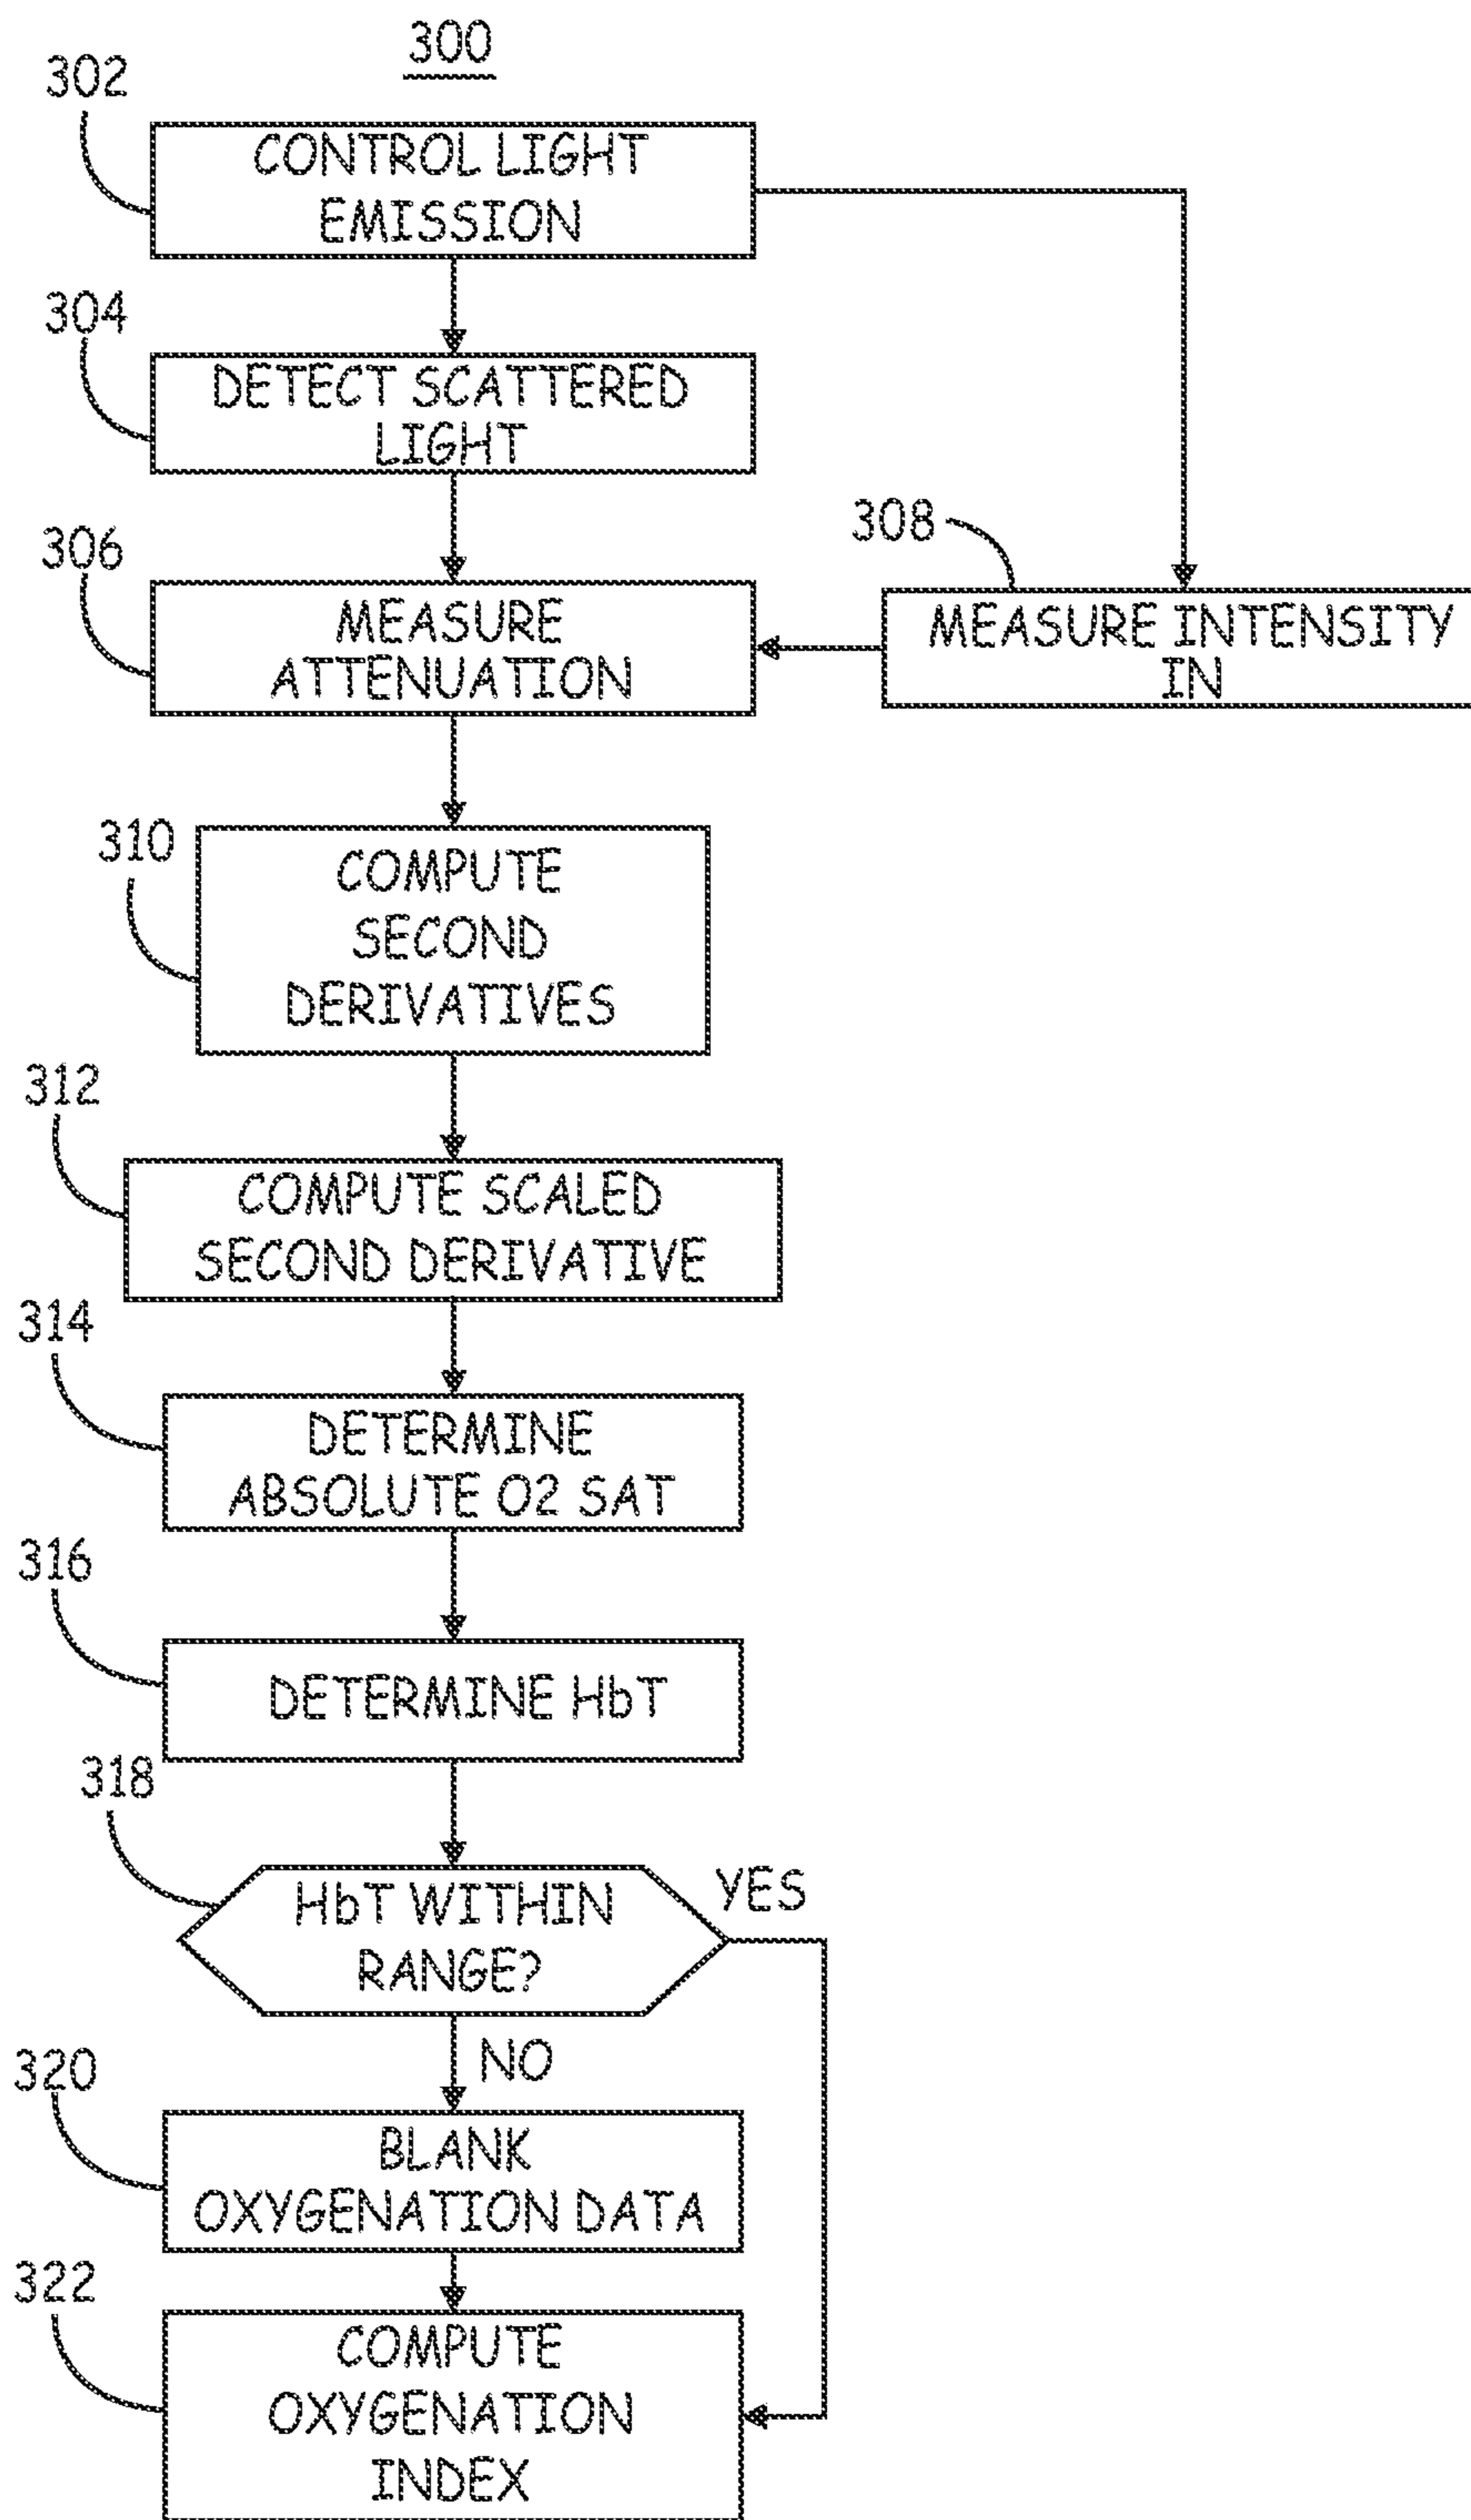 300
302
CONTROL LIGHT
EMISSION
304
DETECT SCATTERED
LIGHT
306
MEASURE
ATTENUATION
308
MEASURE INTENSITY
IN
310
COMPUTE
SECOND
DERIVATIVES
312
COMPUTE SCALED
SECOND DERIVATIVE
314
DETERMINE
ABSOLUTE O2 SAT
316
DETERMINE HbT
318
HbT WITHIN
RANGE?
YES
NO
320
BLANK
OXYGENATION DATA
322
COMPUTE
OXYGENATION
INDEX